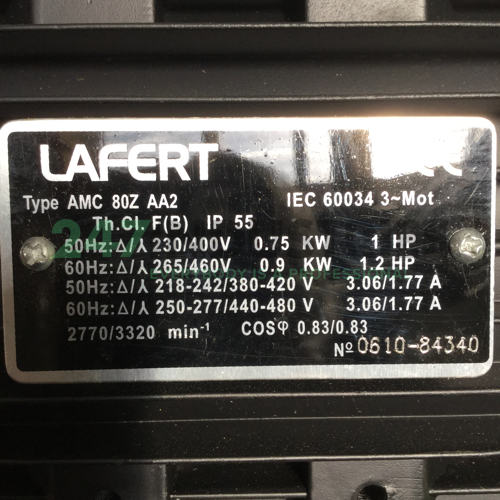 LAFERT
Type AMC 80Z AA2 IEC 60034 3~Mot
Th.Cl. F(B) IP 55
50Hz:Δ/⅄ 230/400V 0.75 KW 1 HP
60Hz:Δ/⅄ 265/460V 0.9 KW 1.2 HP
50Hz:Δ/⅄ 218-242/380-420 V 3.06/1.77 A
60Hz:Δ/⅄ 250-277/440-480 V 3.06/1.77 A
2770/3320 min⁻¹ COSφ 0.83/0.83
Nº 0610-84340
247